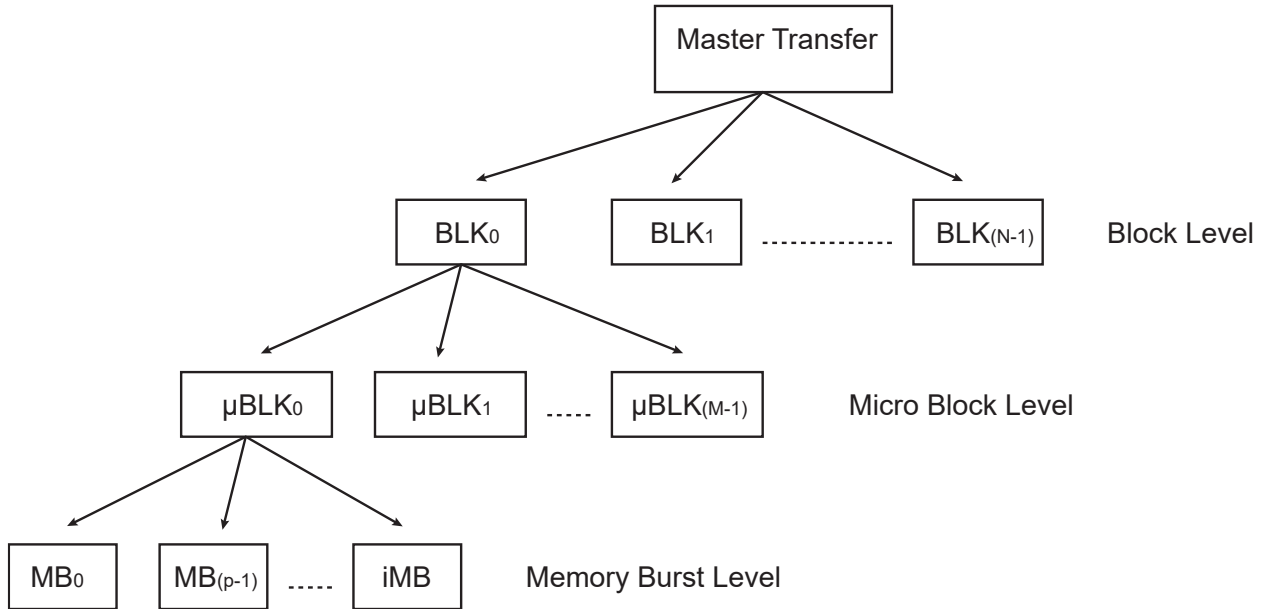 Master Transfer
BLK0 BLK1 BLK(N-1) Block Level
µBLK0 µBLK1 µBLK(M-1) Micro Block Level
MB0 MB(p-1) iMB Memory Burst Level